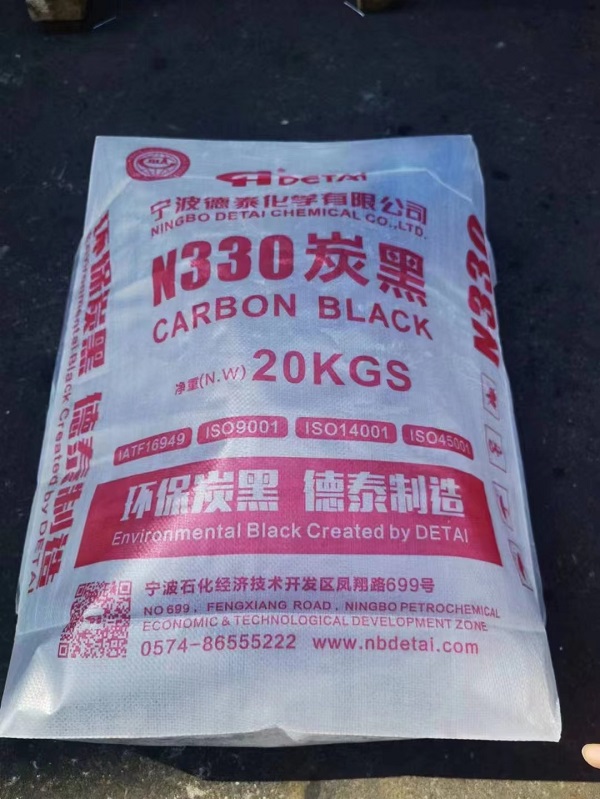 DETAI
宁波德泰化学有限公司
NINGBO DETAI CHEMICAL CO.,LTD.
N330炭黑
CARBON BLACK
净重(N.W) 20KGS
IATF16949 ISO9001 ISO14001 ISO45001
环保炭黑 德泰制造
Environmental Black Created by DETAI
宁波石化经济技术开发区凤翔路699号
NO 699 , FENGXIANG ROAD , NINGBO PETROCHEMICAL
ECONOMIC & TECHNOLOGICAL DEVELOPMENT ZONE
0574-86555222 www.nbdetai.com
环保炭黑 德泰制造
Environmental Black Created by DETAI
N330